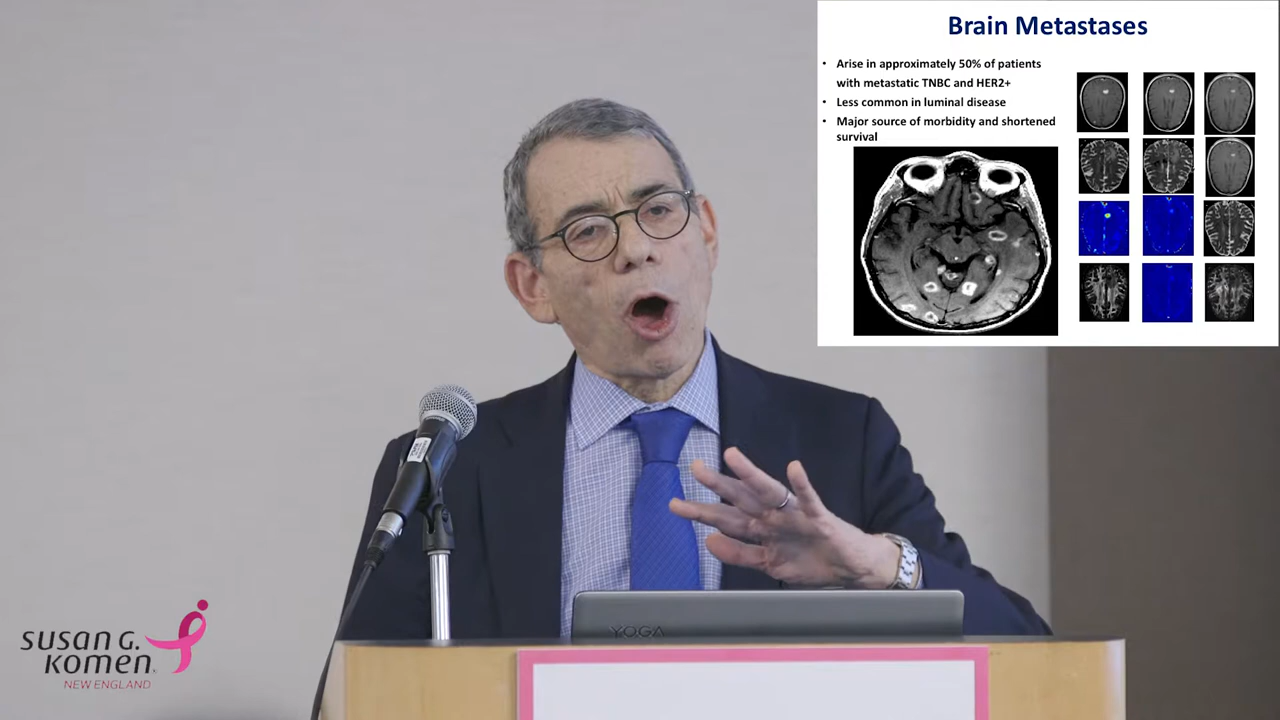 Brain Metastases
• Arise in approximately 50% of patients
with metastatic TNBC and HER2+
• Less common in luminal disease
• Major source of morbidity and shortened
survival
YOGA
susan G.
komen®
NEW ENGLAND